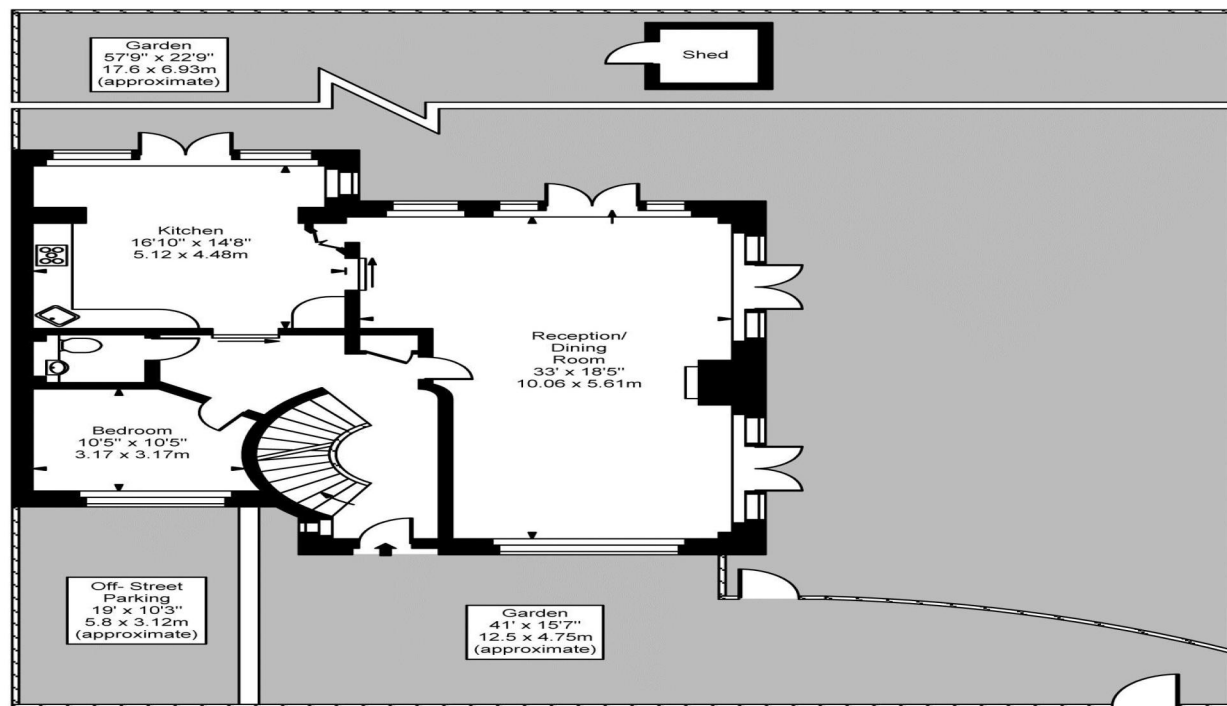 Garden
57'9" x 22'9"
17.6 x 6.93m
(approximate)
Shed
Kitchen
16'10" x 14'8"
5.12 x 4.48m
Reception/
Dining
Room
33' x 18'5"
10.06 x 5.61m
Bedroom
10'5" x 10'5"
3.17 x 3.17m
Off- Street
Parking
19' x 10'3"
5.8 x 3.12m
(approximate)
Garden
41' x 15'7"
12.5 x 4.75m
(approximate)